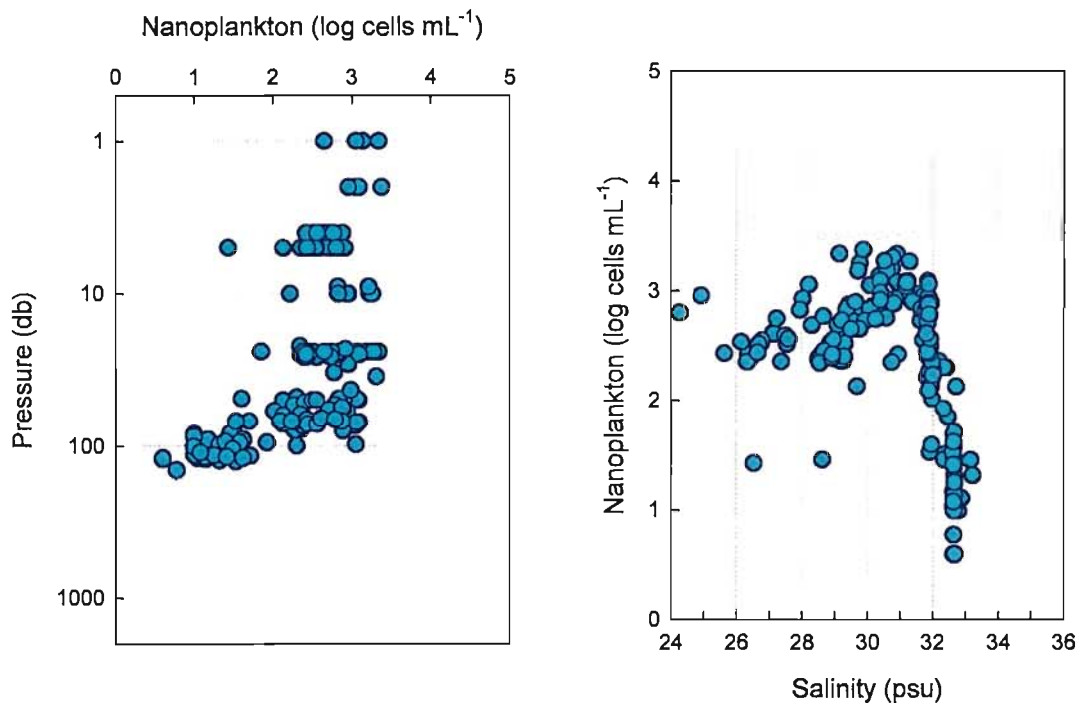 Nanoplankton (log cells mL⁻¹)
0 1 2 3 4 5
1
10
100
1000
Pressure (db)
5
4
3
2
1
0
Nanoplankton (log cells mL⁻¹)
24 26 28 30 32 34 36
Salinity (psu)